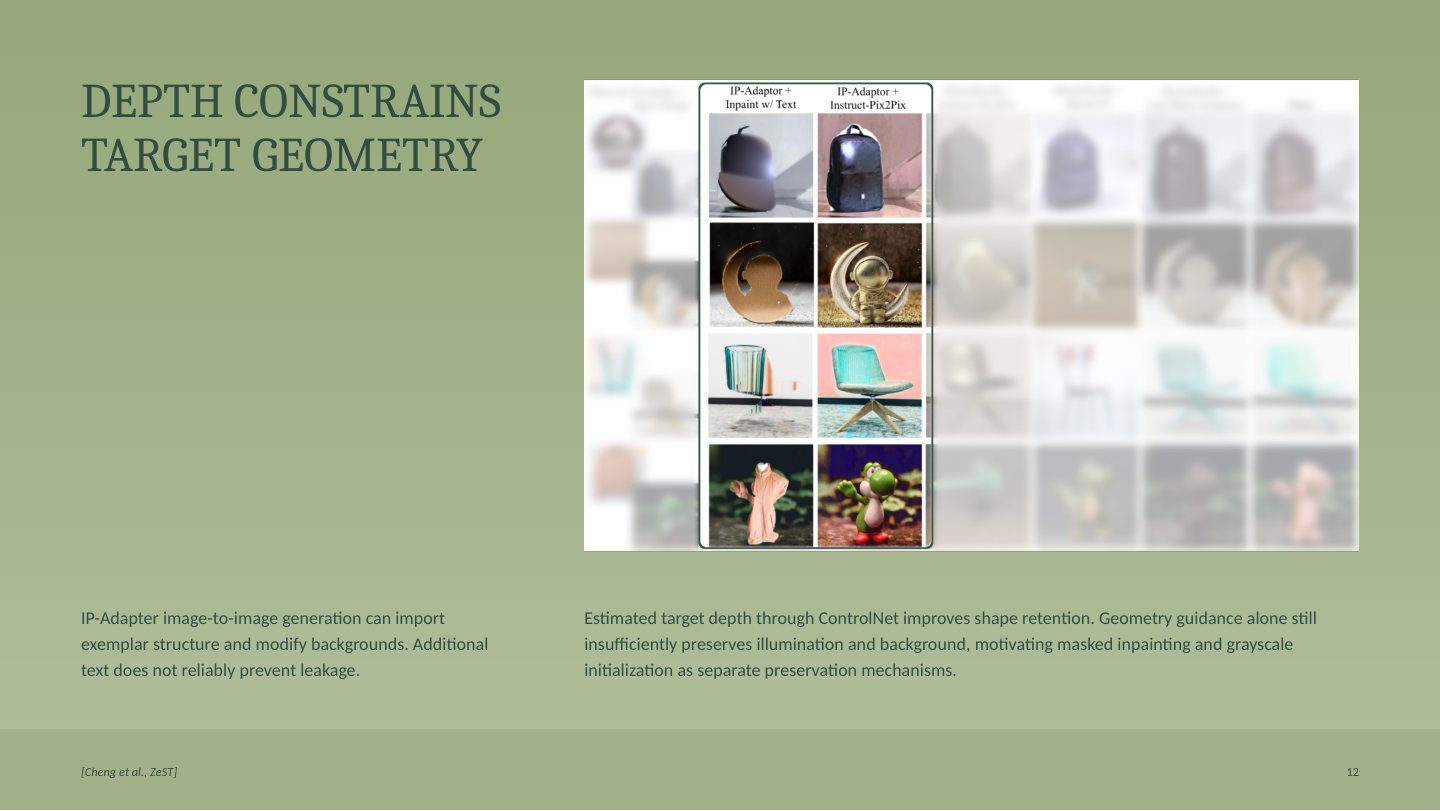 DEPTH CONSTRAINS
TARGET GEOMETRY
IP-Adaptor +
Inpaint w/ Text
IP-Adaptor +
Instruct-Pix2Pix
IP-Adapter image-to-image generation can import
exemplar structure and modify backgrounds. Additional
text does not reliably prevent leakage.
Estimated target depth through ControlNet improves shape retention. Geometry guidance alone still
insufficiently preserves illumination and background, motivating masked inpainting and grayscale
initialization as separate preservation mechanisms.
[Cheng et al., ZeST]
12